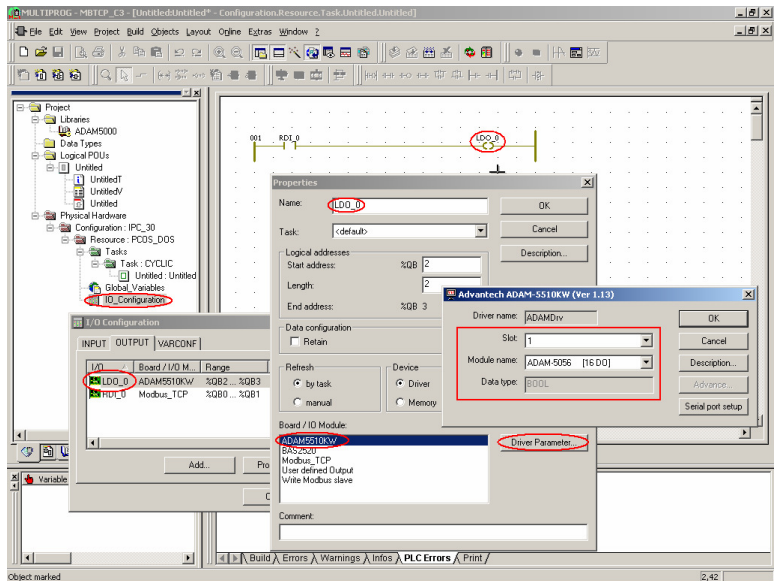 MULTIPROG - MBTCP_C3 - [Untitled:Untitled* - Configuration.Resource.Task.Untitled.Untitled]
File Edit View Project Build Objects Layout Online Extras Window ?
Project
Libraries
ADAM5000
Data Types
Logical POUs
Untitled
UntitledT
UntitledV
Untitled
Physical Hardware
Configuration : IPC_30
Resource : PCOS_DOS
Tasks
Task : CYCLIC
Untitled : Untitled
Global_Variables
IO_Configuration
001 RDI_0 LDO_0
Properties
Name: LDO_0
Task: <default>
Logical addresses
Start address: %QB 2
Length: 2
End address: %QB 3
Data configuration
Retain
Refresh
by task
manual
Device
Driver
Memory
Board / IO Module:
ADAM5510KW
BAS2520
Modbus_TCP
User defined Output
Write Modbus slave
Comment:
OK
Cancel
Description...
Driver Parameter...
Advantech ADAM-5510KW (Ver 1.13)
Driver name: ADAMDrv
Slot: 1
Module name: ADAM-5056 [16 DO]
Data type: BOOL
OK
Cancel
Description...
Advance...
Serial port setup
I/O Configuration
INPUT OUTPUT VARCONF
I/O / Board / I/O M... Range
LDO_0 ADAM5510KW %QB2 ... %QB3
RDI_0 Modbus_TCP %QB0 ... %QB1
Add... Pro
Variable
Build Errors Warnings Infos PLC Errors Print
Object marked
2,42